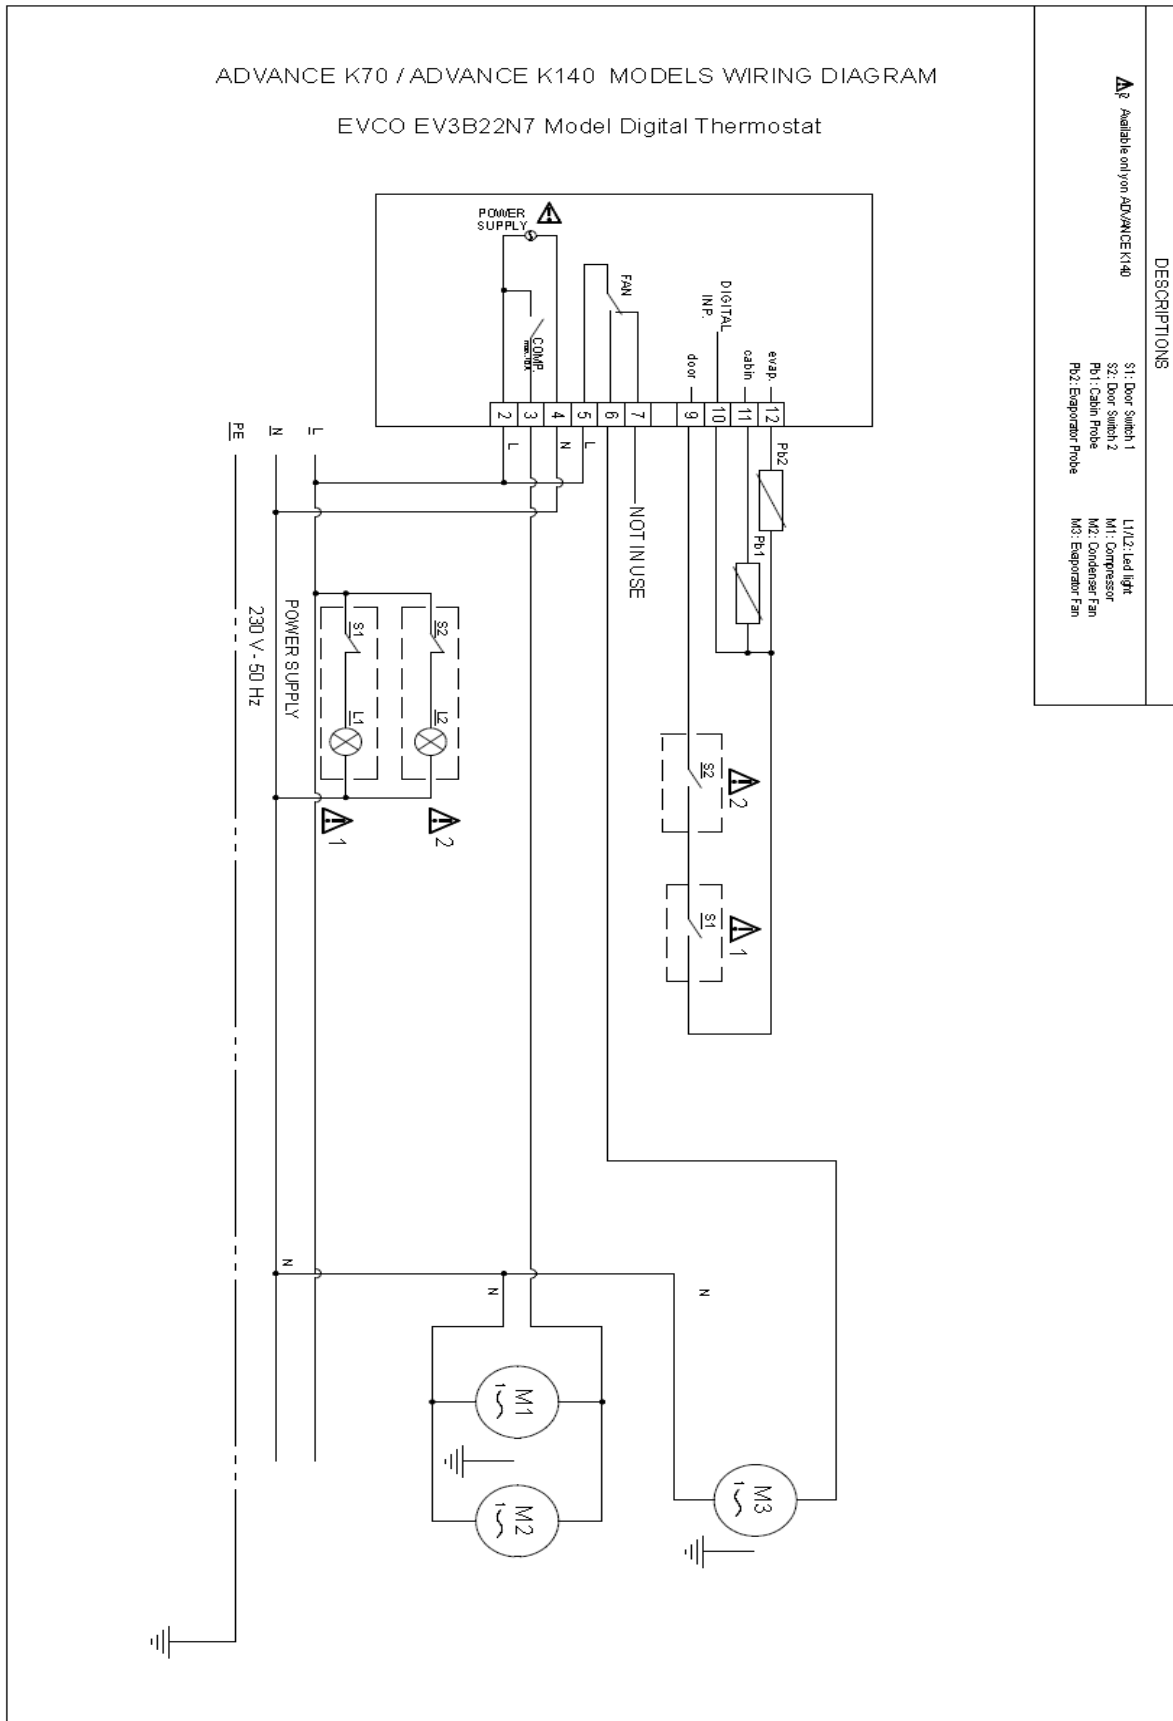 ADVANCE K70 / ADVANCE K140 MODELS WIRING DIAGRAM
EVCO EV3B22N7 Model Digital Thermostat
DESCRIPTIONS
2 Available only on ADVANCE K140
S1: Door Switch 1
S2: Door Switch 2
Pb1: Cabin Probe
Pb2: Evaporator Probe
L1/L2: Led light
M1: Compressor
M2: Condenser Fan
M3: Evaporator Fan
POWER
SUPPLY
COMP.
FAN
DIGITAL
INP.
door
cabin
evap.
2 3 4 5 6 7 9 10 11 12
L
N
L
NOT IN USE
Pb2
Pb1
PE
N
L
POWER SUPPLY
230 V - 50 Hz
S1
L1
1
S2
L2
2
S2
2
S1
1
N
N
N
M1
1
M2
1
M3
1